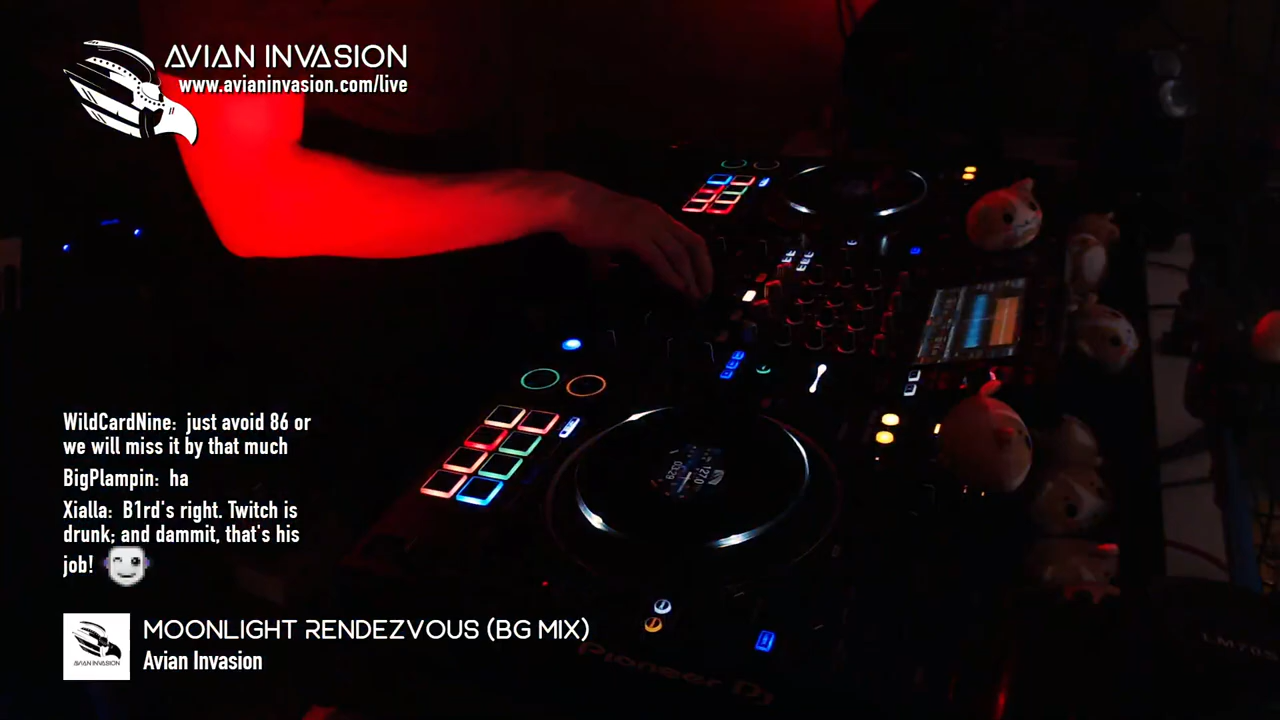 AVIAN INVASION
www.avianinvasion.com/live
WildCardNine: just avoid 86 or
we will miss it by that much
BigPlampin: ha
Xialla: B1rd's right. Twitch is
drunk; and dammit, that's his
job!
MOONLIGHT RENDEZVOUS (BG MIX)
Avian Invasion
AVIAN INVASION
Pioneer DJ